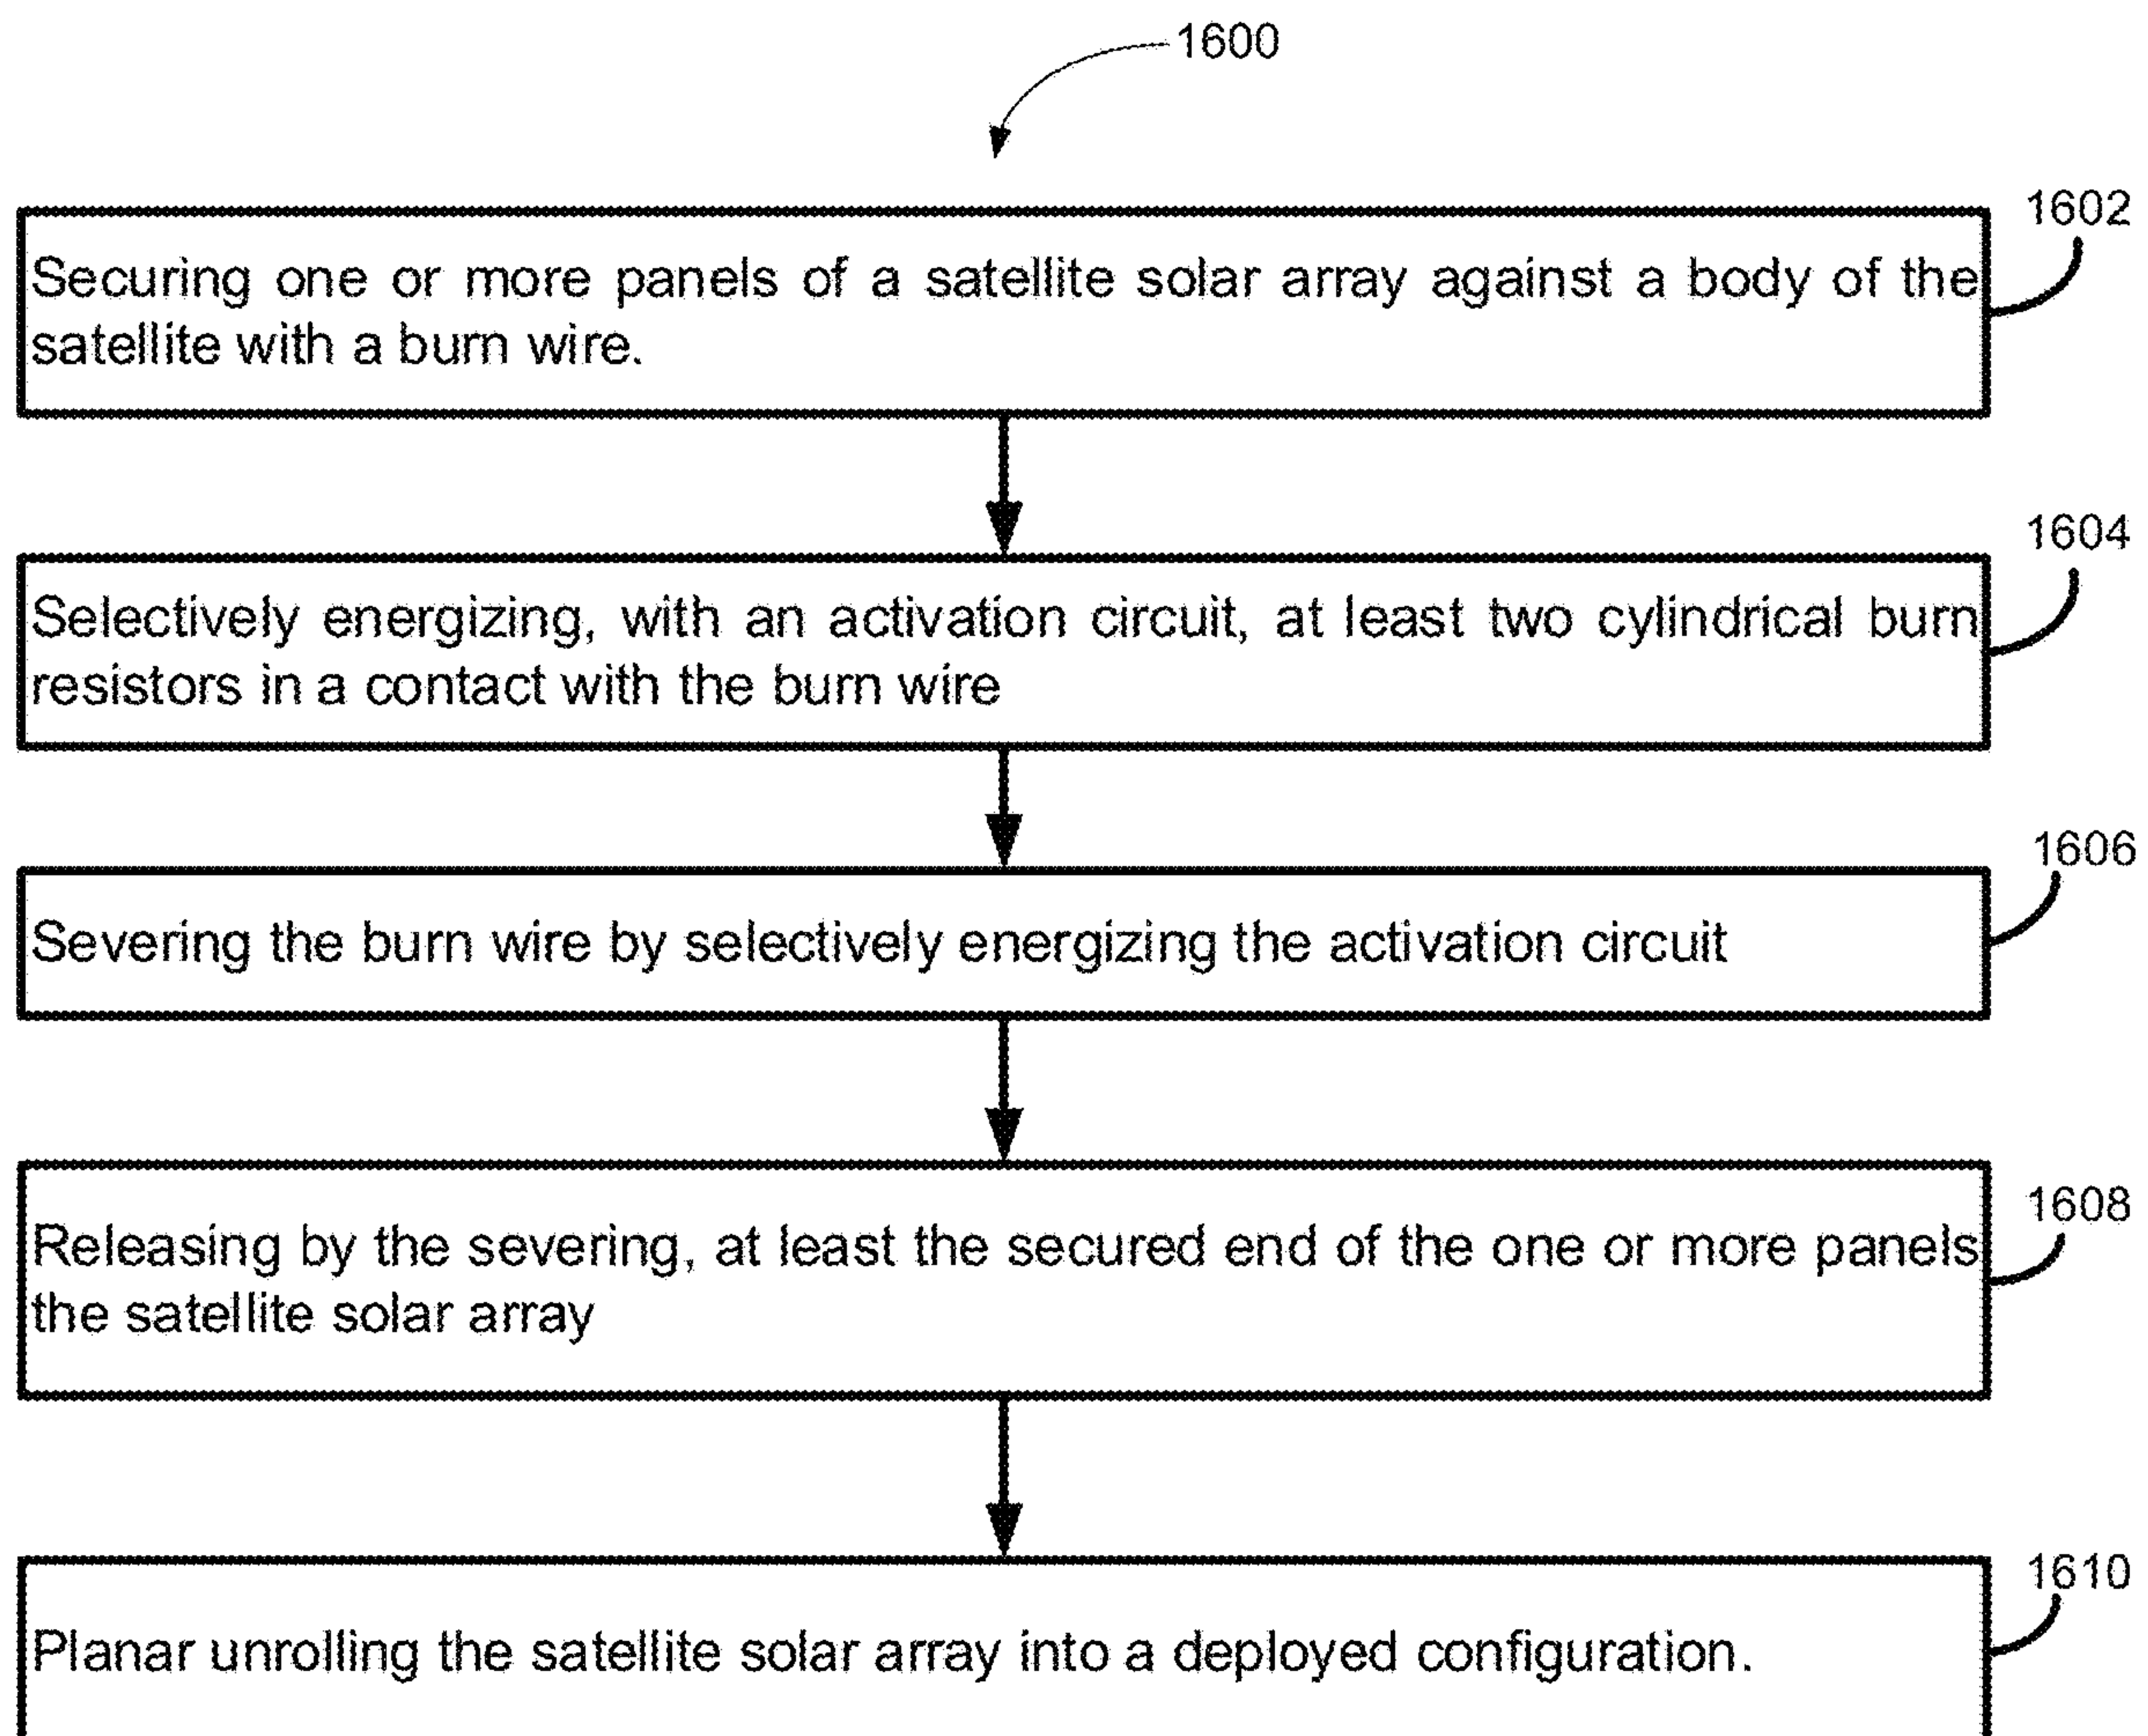 1600
1602
Securing one or more panels of a satellite solar array against a body of the
satellite with a burn wire.
1604
Selectively energizing, with an activation circuit, at least two cylindrical burn
resistors in a contact with the burn wire
1606
Severing the burn wire by selectively energizing the activation circuit
1608
Releasing by the severing, at least the secured end of the one or more panels
the satellite solar array
1610
Planar unrolling the satellite solar array into a deployed configuration.